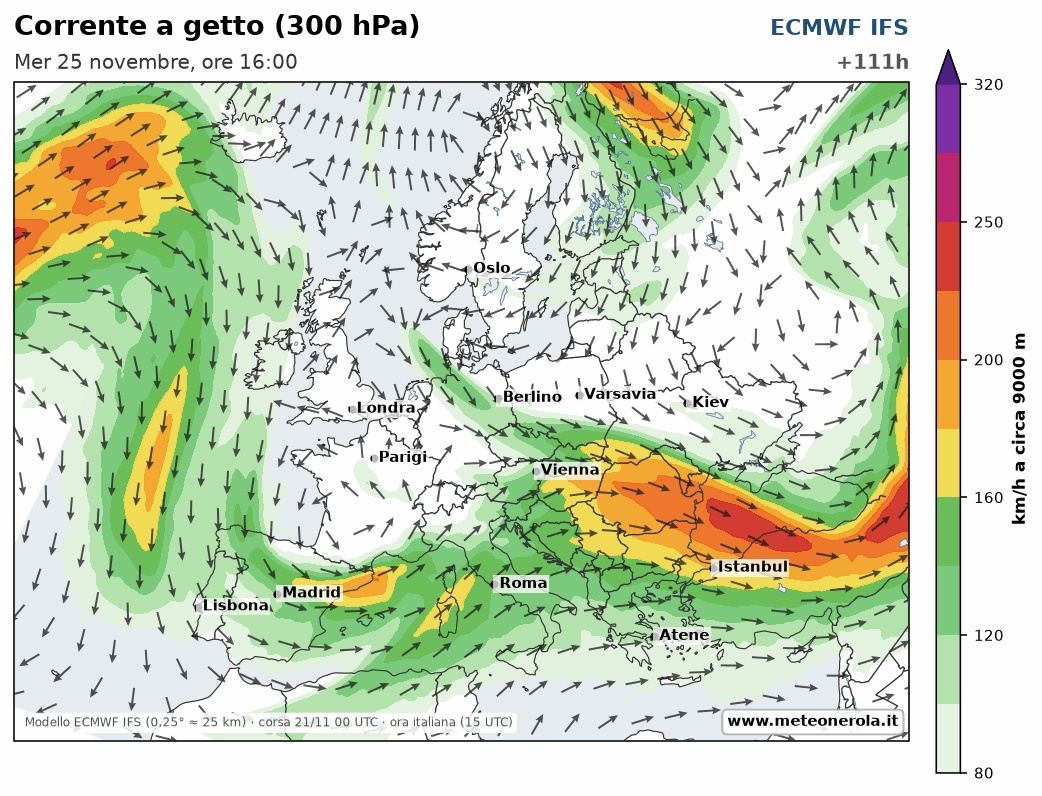 Corrente a getto (300 hPa)
ECMWF IFS
Mer 25 novembre, ore 16:00
+111h
320
250
200
160
120
80
km/h a circa 9000 m
Oslo
Berlino
Varsavia
Kiev
Londra
Parigi
Vienna
Istanbul
Roma
Madrid
Lisbona
Atene
Modello ECMWF IFS (0,25° ≈ 25 km) · corsa 21/11 00 UTC · ora italiana (15 UTC)
www.meteonerola.it